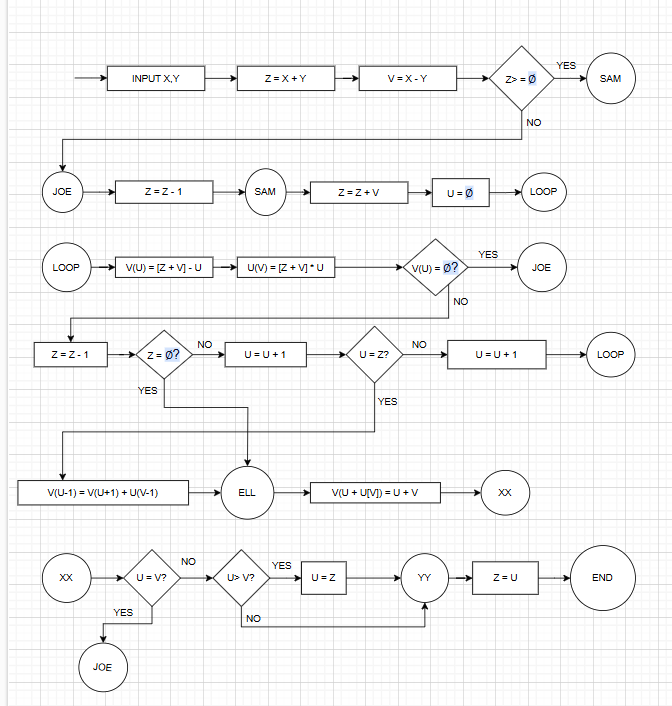 YES
INPUT X,Y
Z = X + Y
V = X - Y
Z> = Ø
SAM
NO
JOE
Z = Z - 1
SAM
Z = Z + V
U = Ø
LOOP
LOOP
V(U) = [Z + V] - U
U(V) = [Z + V] * U
V(U) = Ø?
YES
JOE
NO
Z = Z - 1
Z = Ø?
NO
U = U + 1
U = Z?
NO
U = U + 1
LOOP
YES
YES
V(U-1) = V(U+1) + U(V-1)
ELL
V(U + U[V]) = U + V
XX
XX
U = V?
NO
U> V?
YES
U = Z
YY
Z = U
END
YES
NO
JOE